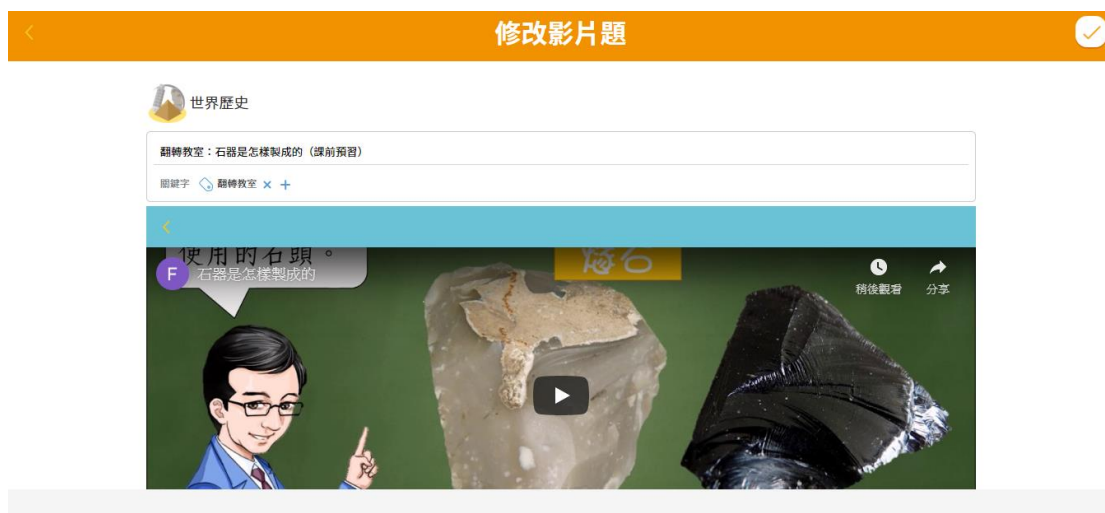 修改影片題
世界歷史
翻轉教室：石器是怎樣製成的（課前預習）
關鍵字 翻轉教室 × +
使用的石頭。
燧石
F 石器是怎樣製成的
稍後觀看 分享